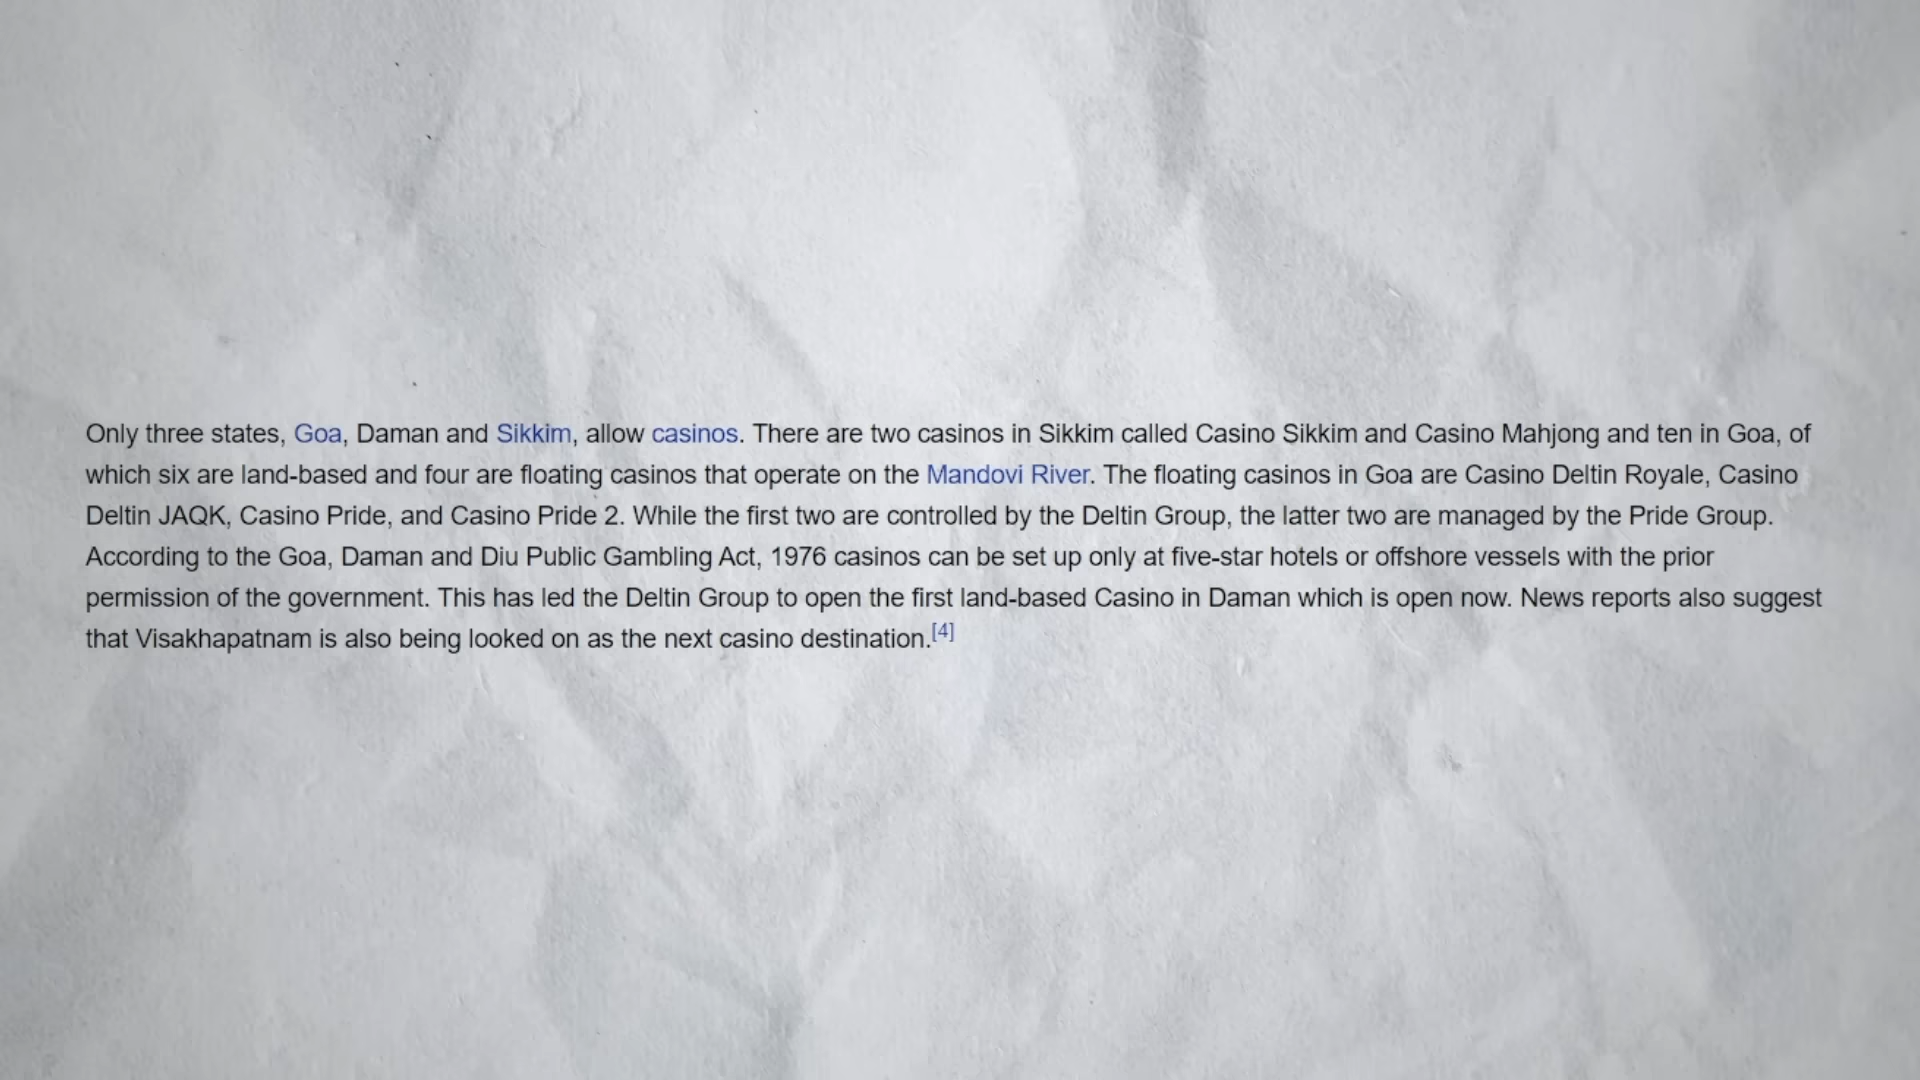 Only three states, Goa, Daman and Sikkim, allow casinos. There are two casinos in Sikkim called Casino Sikkim and Casino Mahjong and ten in Goa, of
which six are land-based and four are floating casinos that operate on the Mandovi River. The floating casinos in Goa are Casino Deltin Royale, Casino
Deltin JAQK, Casino Pride, and Casino Pride 2. While the first two are controlled by the Deltin Group, the latter two are managed by the Pride Group.
According to the Goa, Daman and Diu Public Gambling Act, 1976 casinos can be set up only at five-star hotels or offshore vessels with the prior
permission of the government. This has led the Deltin Group to open the first land-based Casino in Daman which is open now. News reports also suggest
that Visakhapatnam is also being looked on as the next casino destination.[4]